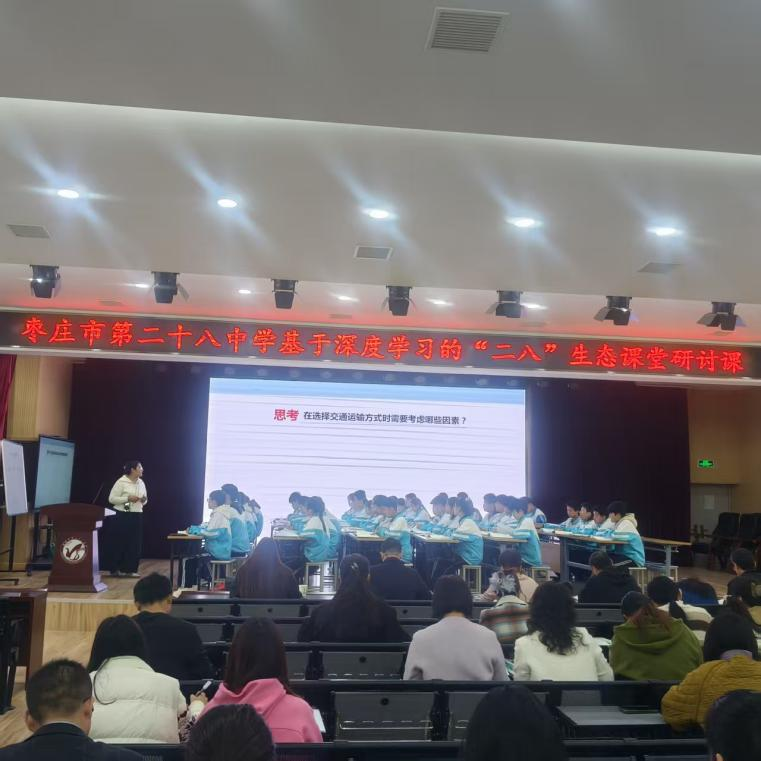 枣庄市第二十八中学基于深度学习的“二八”生态课堂研讨课
思考 在选择交通运输方式时需要考虑哪些因素？